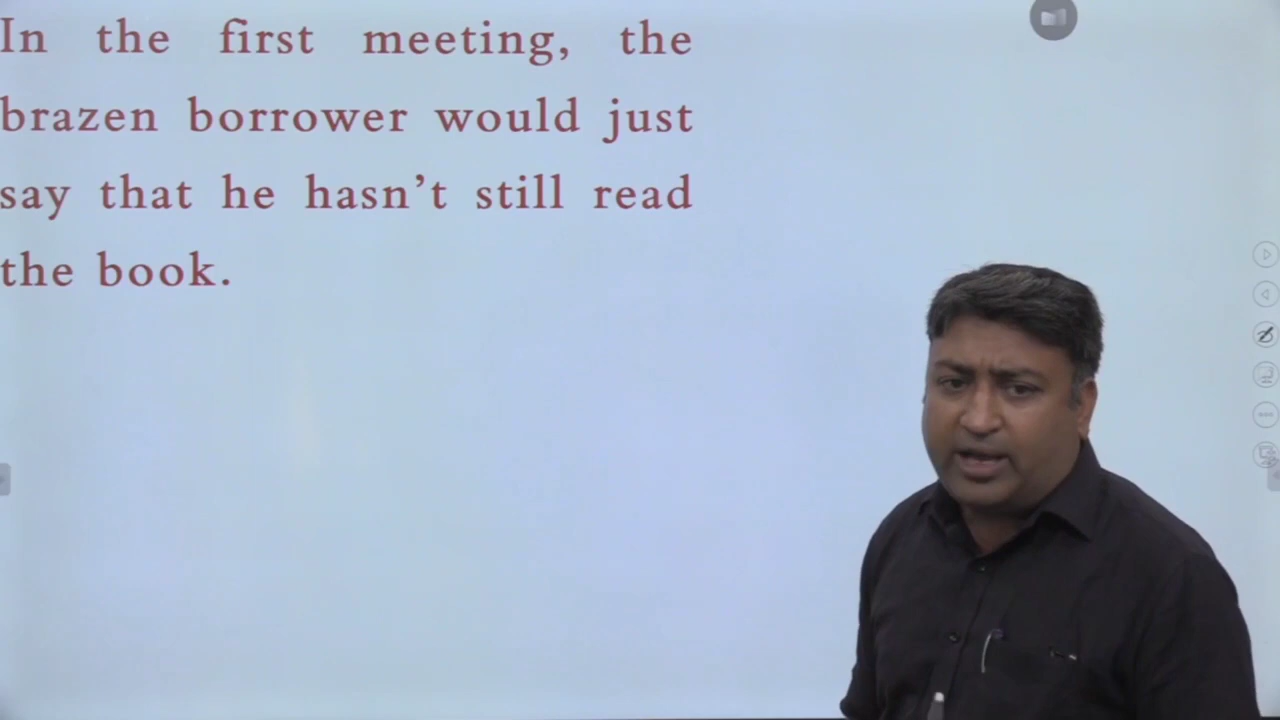 In the first meeting, the
brazen borrower would just
say that he hasn’t still read
the book.